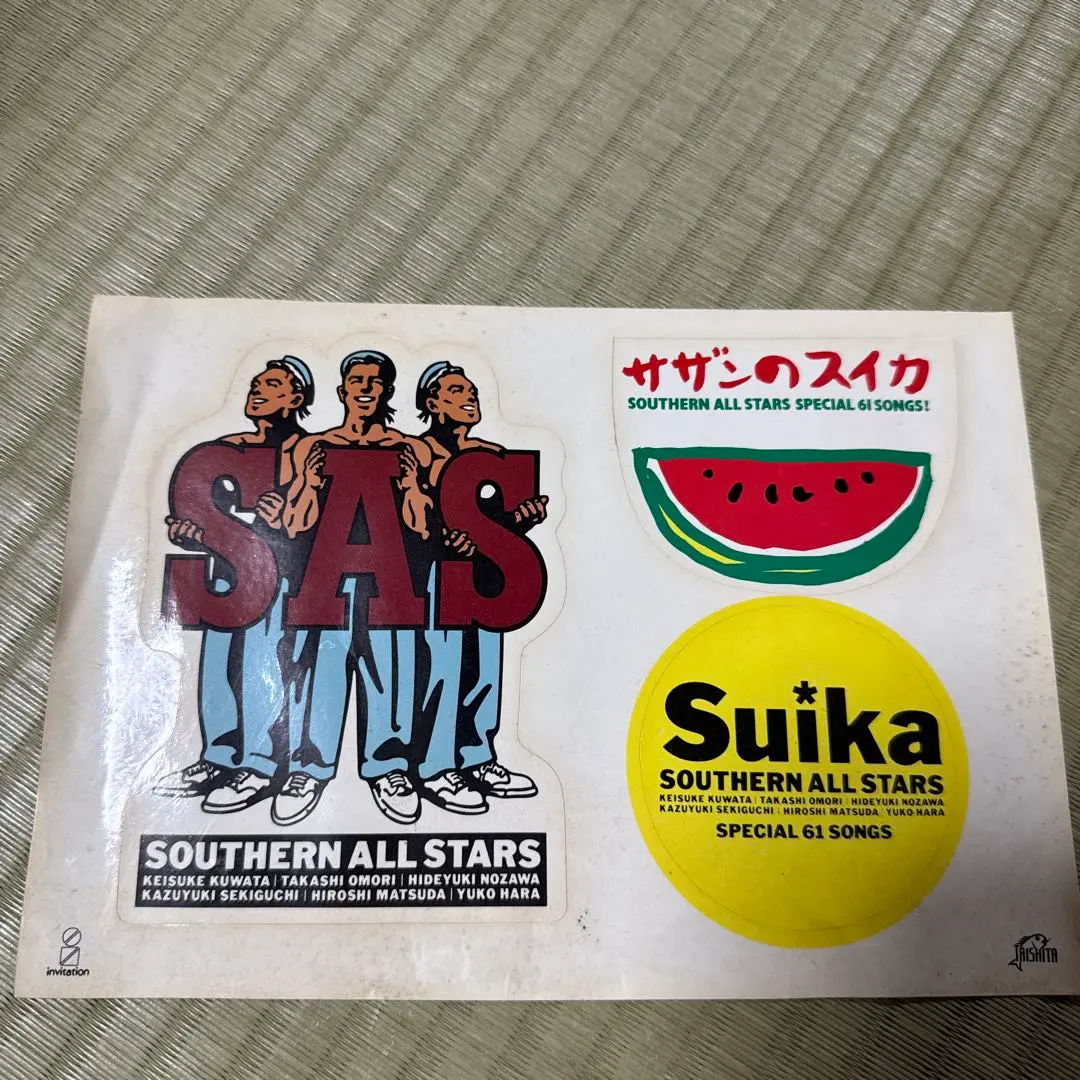 SAS
SOUTHERN ALL STARS
KEISUKE KUWATA | TAKASHI OMORI | HIDEYUKI NOZAWA
KAZUYUKI SEKIGUCHI | HIROSHI MATSUDA | YUKO HARA
invitation
サザンのスイカ
SOUTHERN ALL STARS SPECIAL 61 SONGS!
Suika
SOUTHERN ALL STARS
KEISUKE KUWATA | TAKASHI OMORI | HIDEYUKI NOZAWA
KAZUYUKI SEKIGUCHI | HIROSHI MATSUDA | YUKO HARA
SPECIAL 61 SONGS
TAISHITA